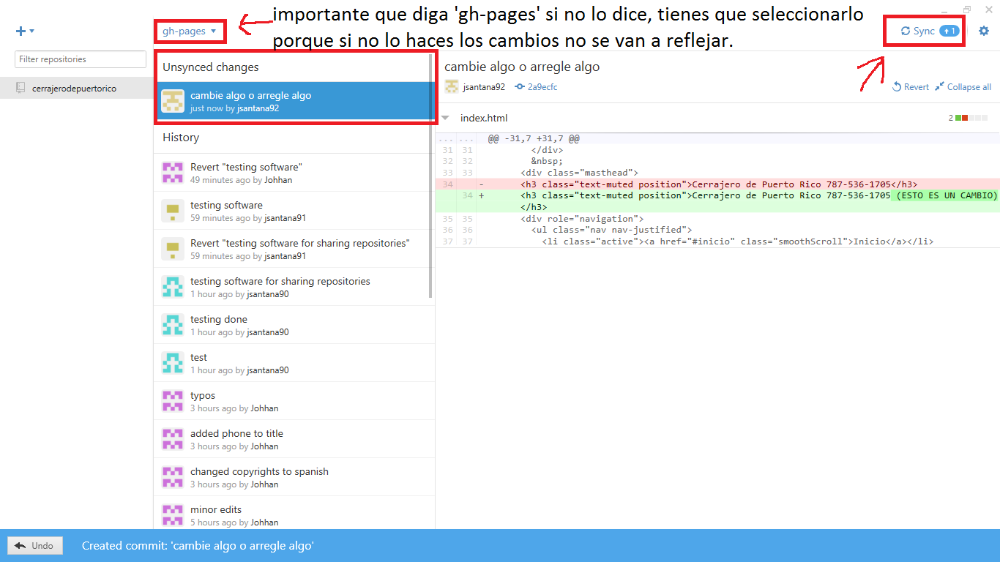 importante que diga 'gh-pages' si no lo dice, tienes que seleccionarlo
porque si no lo haces los cambios no se van a reflejar.
gh-pages
Sync 1
Filter repositories
cerrajerodepuertorico
Unsynced changes
cambie algo o arregle algo
just now by jsantana92
History
Revert "testing software"
49 minutes ago by Johhan
testing software
59 minutes ago by jsantana91
Revert "testing software for sharing repositories"
59 minutes ago by jsantana91
testing software for sharing repositories
1 hour ago by jsantana90
testing done
1 hour ago by jsantana90
test
1 hour ago by jsantana90
typos
3 hours ago by Johhan
added phone to title
3 hours ago by Johhan
changed copyrights to spanish
3 hours ago by Johhan
minor edits
5 hours ago by Johhan
cambie algo o arregle algo
jsantana92 2a9ecfc Revert Collapse all
index.html 2
... ... @@ -31,7 +31,7 @@
31 31 </div>
32 32 &nbsp;
33 33 <div class="masthead">
34 - <h3 class="text-muted position">Cerrajero de Puerto Rico 787-536-1705</h3>
34 + <h3 class="text-muted position">Cerrajero de Puerto Rico 787-536-1705 (ESTO ES UN CAMBIO)
</h3>
35 35 <div role="navigation">
36 36 <ul class="nav nav-justified">
37 37 <li class="active"><a href="#inicio" class="smoothScroll">Inicio</a></li>
Undo Created commit: 'cambie algo o arregle algo'